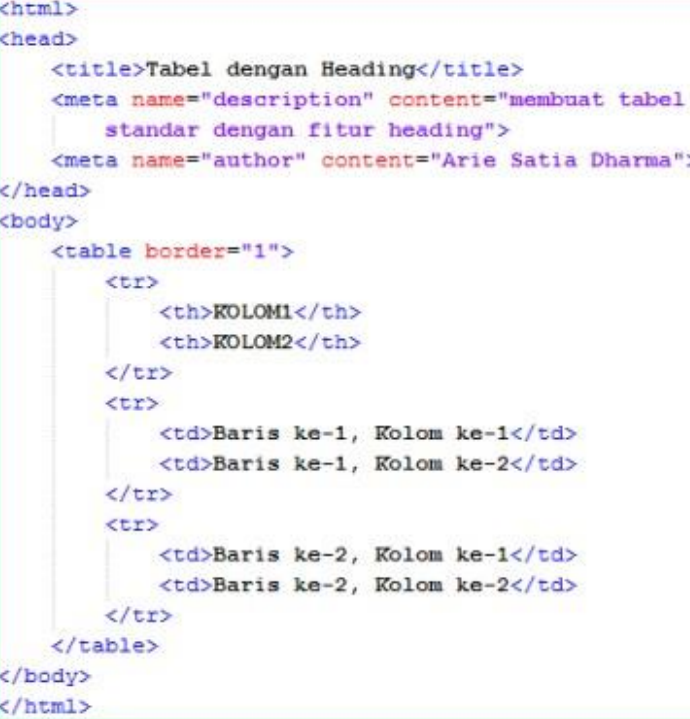 <html>
<head>
<title>Tabel dengan Heading</title>
<meta name="description" content="membuat tabel
standar dengan fitur heading">
<meta name="author" content="Arie Satia Dharma">
</head>
<body>
<table border="1">
<tr>
<th>KOLOM1</th>
<th>KOLOM2</th>
</tr>
<tr>
<td>Baris ke-1, Kolom ke-1</td>
<td>Baris ke-1, Kolom ke-2</td>
</tr>
<tr>
<td>Baris ke-2, Kolom ke-1</td>
<td>Baris ke-2, Kolom ke-2</td>
</tr>
</table>
</body>
</html>